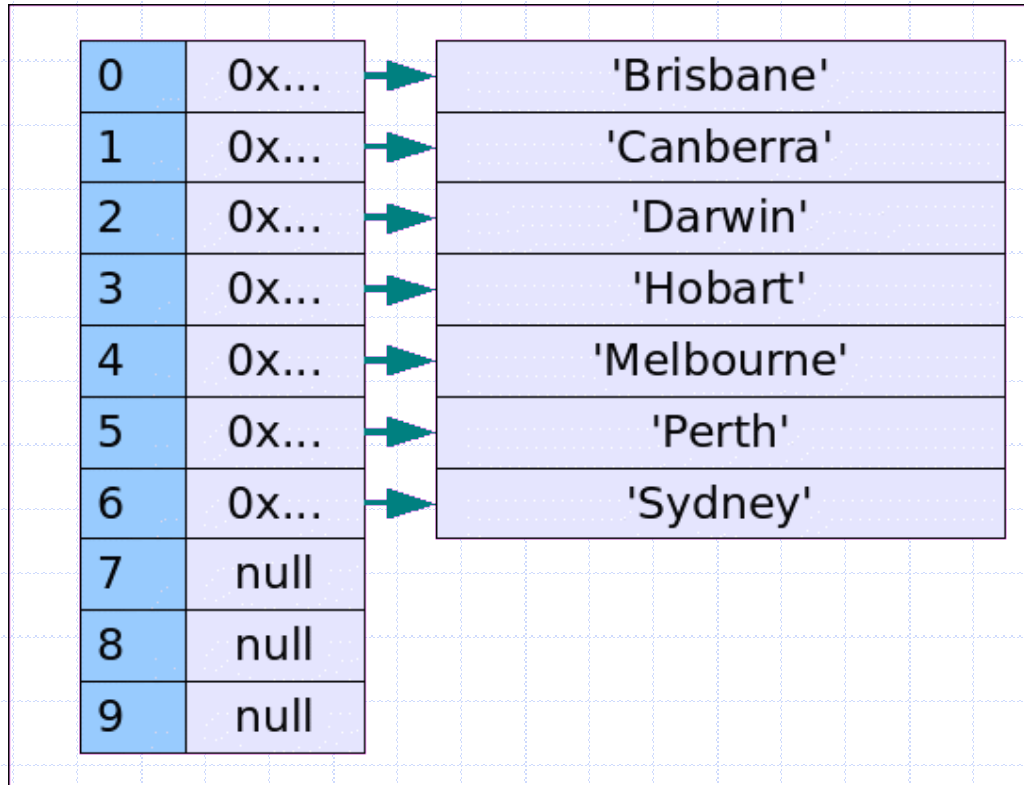 0 0x... 'Brisbane'
1 0x... 'Canberra'
2 0x... 'Darwin'
3 0x... 'Hobart'
4 0x... 'Melbourne'
5 0x... 'Perth'
6 0x... 'Sydney'
7 null
8 null
9 null